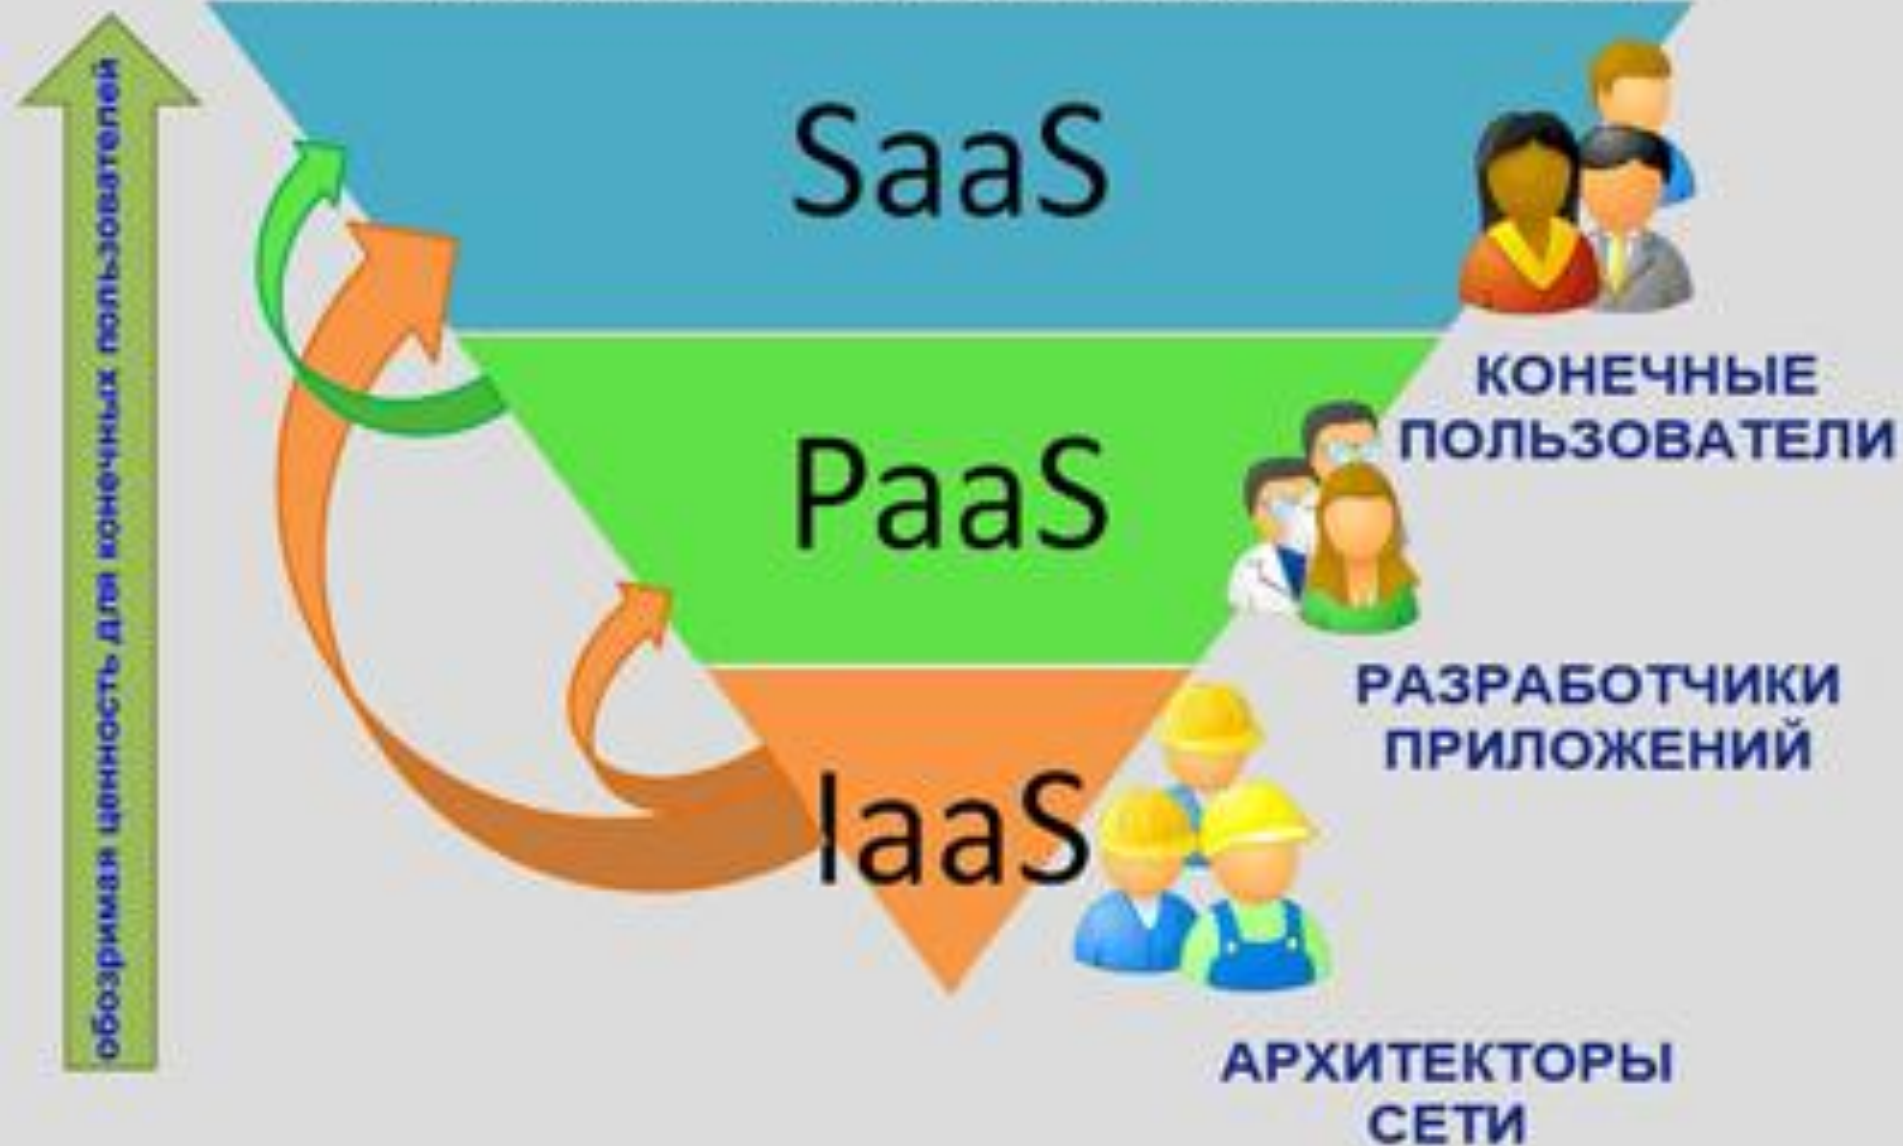 обозримая ценность для конечных пользователей
SaaS
КОНЕЧНЫЕ
ПОЛЬЗОВАТЕЛИ
PaaS
РАЗРАБОТЧИКИ
ПРИЛОЖЕНИЙ
IaaS
АРХИТЕКТОРЫ
СЕТИ